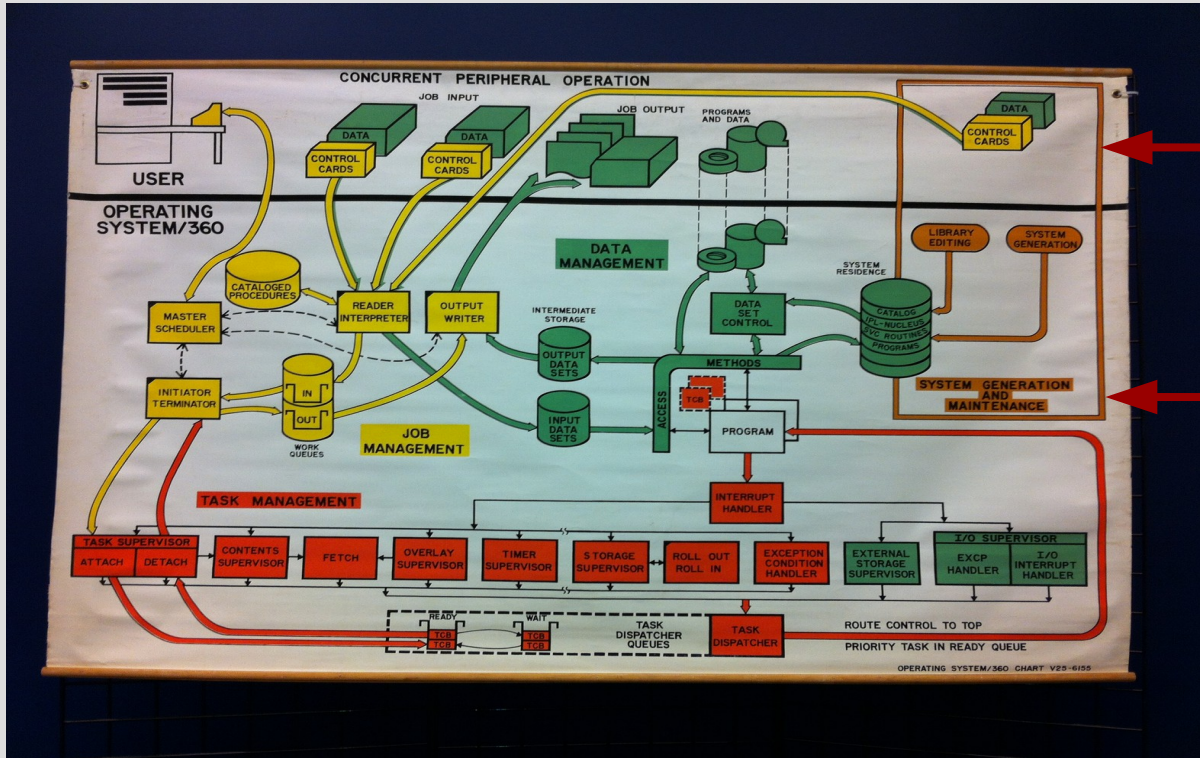 CONCURRENT PERIPHERAL OPERATION
JOB INPUT
JOB OUTPUT
PROGRAMS
AND DATA
DATA
CONTROL
CARDS
DATA
CONTROL
CARDS
DATA
CONTROL
CARDS
USER
OPERATING
SYSTEM/360
DATA
MANAGEMENT
LIBRARY
EDITING
SYSTEM
GENERATION
SYSTEM
RESIDENCE
CATALOGED
PROCEDURES
MASTER
SCHEDULER
READER
INTERPRETER
OUTPUT
WRITER
INTERMEDIATE
STORAGE
OUTPUT
DATA
SETS
DATA
SET
CONTROL
CATALOG
IPL-NUCLEUS
SVC ROUTINES
PROGRAMS
METHODS
ACCESS
TCB
INITIATOR
TERMINATOR
IN
OUT
WORK
QUEUES
JOB
MANAGEMENT
INPUT
DATA
SETS
PROGRAM
SYSTEM GENERATION
AND
MAINTENANCE
TASK MANAGEMENT
INTERRUPT
HANDLER
TASK SUPERVISOR
ATTACH
DETACH
CONTENTS
SUPERVISOR
FETCH
OVERLAY
SUPERVISOR
TIMER
SUPERVISOR
STORAGE
SUPERVISOR
ROLL OUT
ROLL IN
EXCEPTION
CONDITION
HANDLER
EXTERNAL
STORAGE
SUPERVISOR
I/O SUPERVISOR
EXCP
HANDLER
I/O
INTERRUPT
HANDLER
READY
TCB
TCB
WAIT
TCB
TCB
TASK
DISPATCHER
QUEUES
TASK
DISPATCHER
ROUTE CONTROL TO TOP
PRIORITY TASK IN READY QUEUE
OPERATING SYSTEM/360 CHART V25-6155